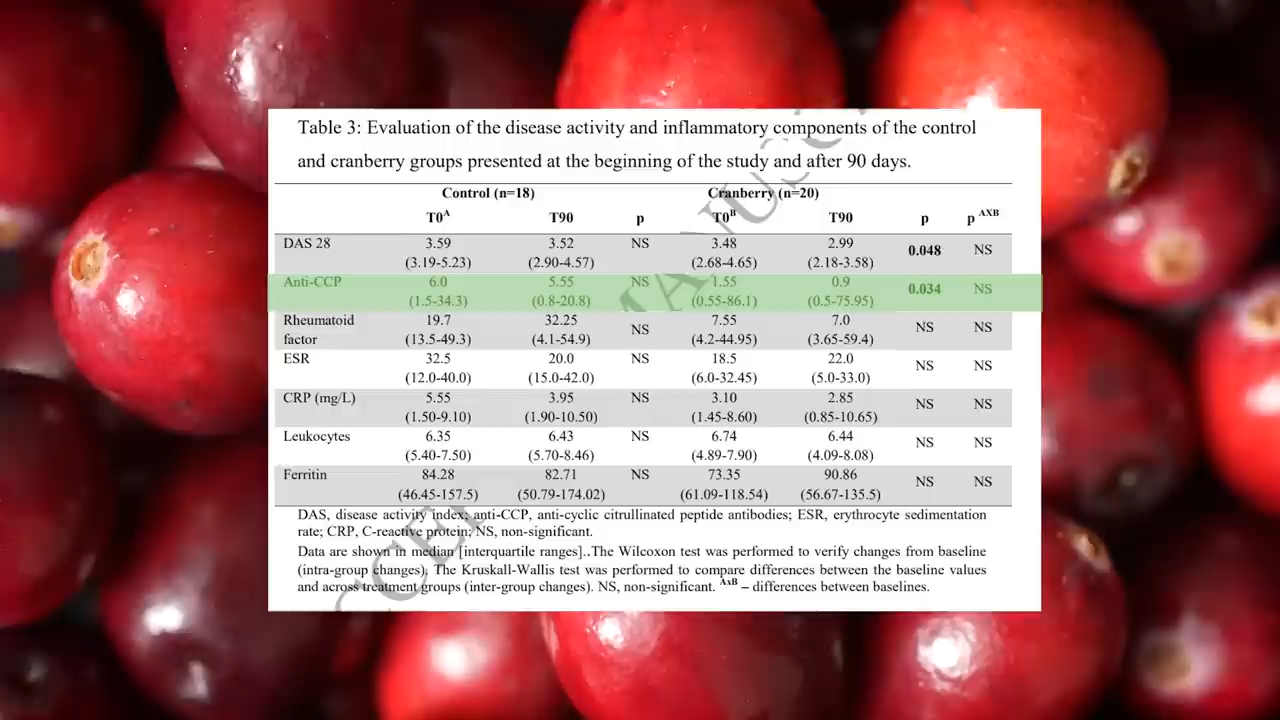 Table 3: Evaluation of the disease activity and inflammatory components of the control
and cranberry groups presented at the beginning of the study and after 90 days.
Control (n=18) Cranberry (n=20)
T0A T90 p T0B T90 p p AXB
DAS 28 3.59 3.52 NS 3.48 2.99 0.048 NS
(3.19-5.23) (2.90-4.57) (2.68-4.65) (2.18-3.58)
Anti-CCP 6.0 5.55 NS 1.55 0.9 0.034 NS
(1.5-34.3) (0.8-20.8) (0.55-86.1) (0.5-75.95)
Rheumatoid 19.7 32.25 NS 7.55 7.0 NS NS
factor (13.5-49.3) (4.1-54.9) (4.2-44.95) (3.65-59.4)
ESR 32.5 20.0 NS 18.5 22.0 NS NS
(12.0-40.0) (15.0-42.0) (6.0-32.45) (5.0-33.0)
CRP (mg/L) 5.55 3.95 NS 3.10 2.85 NS NS
(1.50-9.10) (1.90-10.50) (1.45-8.60) (0.85-10.65)
Leukocytes 6.35 6.43 NS 6.74 6.44 NS NS
(5.40-7.50) (5.70-8.46) (4.89-7.90) (4.09-8.08)
Ferritin 84.28 82.71 NS 73.35 90.86 NS NS
(46.45-157.5) (50.79-174.02) (61.09-118.54) (56.67-135.5)
DAS, disease activity index; anti-CCP, anti-cyclic citrullinated peptide antibodies; ESR, erythrocyte sedimentation
rate; CRP, C-reactive protein; NS, non-significant.
Data are shown in median [interquartile ranges]..The Wilcoxon test was performed to verify changes from baseline
(intra-group changes). The Kruskall-Wallis test was performed to compare differences between the baseline values
and across treatment groups (inter-group changes). NS, non-significant. AxB – differences between baselines.